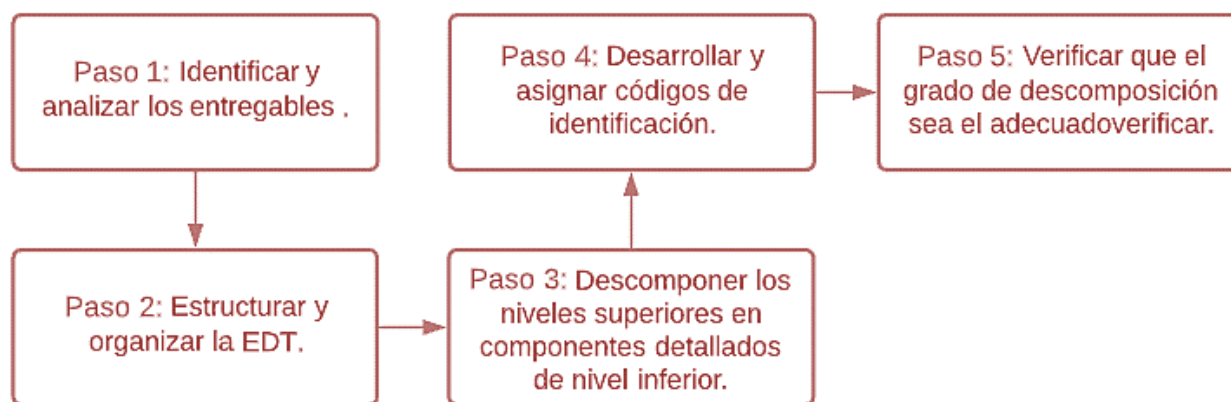 Paso 1: Identificar y
analizar los entregables .
Paso 2: Estructurar y
organizar la EDT.
Paso 3: Descomponer los
niveles superiores en
componentes detallados
de nivel inferior.
Paso 4: Desarrollar y
asignar códigos de
identificación.
Paso 5: Verificar que el
grado de descomposición
sea el adecuadoverificar.